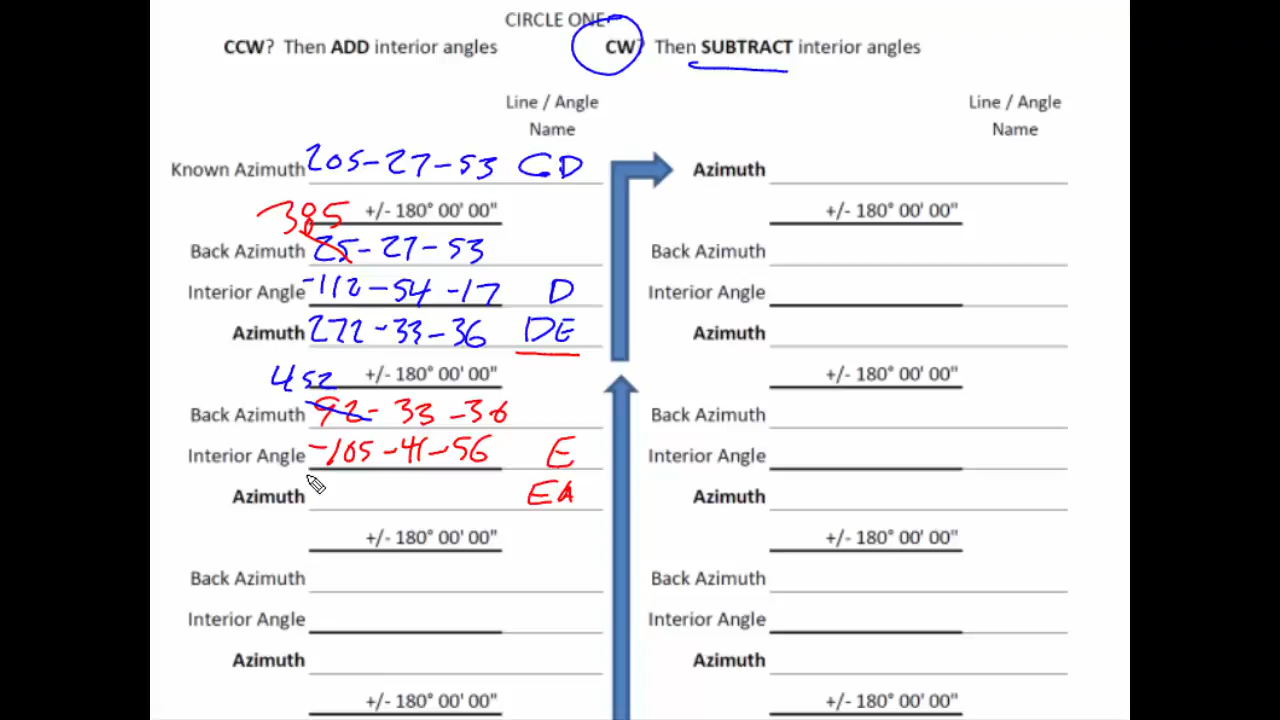 CIRCLE ONE
CCW? Then ADD interior angles CW? Then SUBTRACT interior angles
Line / Angle Line / Angle
Name Name
Known Azimuth 205-27-53 CD Azimuth
385 +/- 180° 00' 00" +/- 180° 00' 00"
Back Azimuth 25-27-53 Back Azimuth
Interior Angle -112-54-17 D Interior Angle
Azimuth 272-33-36 DE Azimuth
452 +/- 180° 00' 00" +/- 180° 00' 00"
Back Azimuth 92-33-36 Back Azimuth
Interior Angle -105-41-56 E Interior Angle
Azimuth EA Azimuth
+/- 180° 00' 00" +/- 180° 00' 00"
Back Azimuth Back Azimuth
Interior Angle Interior Angle
Azimuth Azimuth
+/- 180° 00' 00" +/- 180° 00' 00"